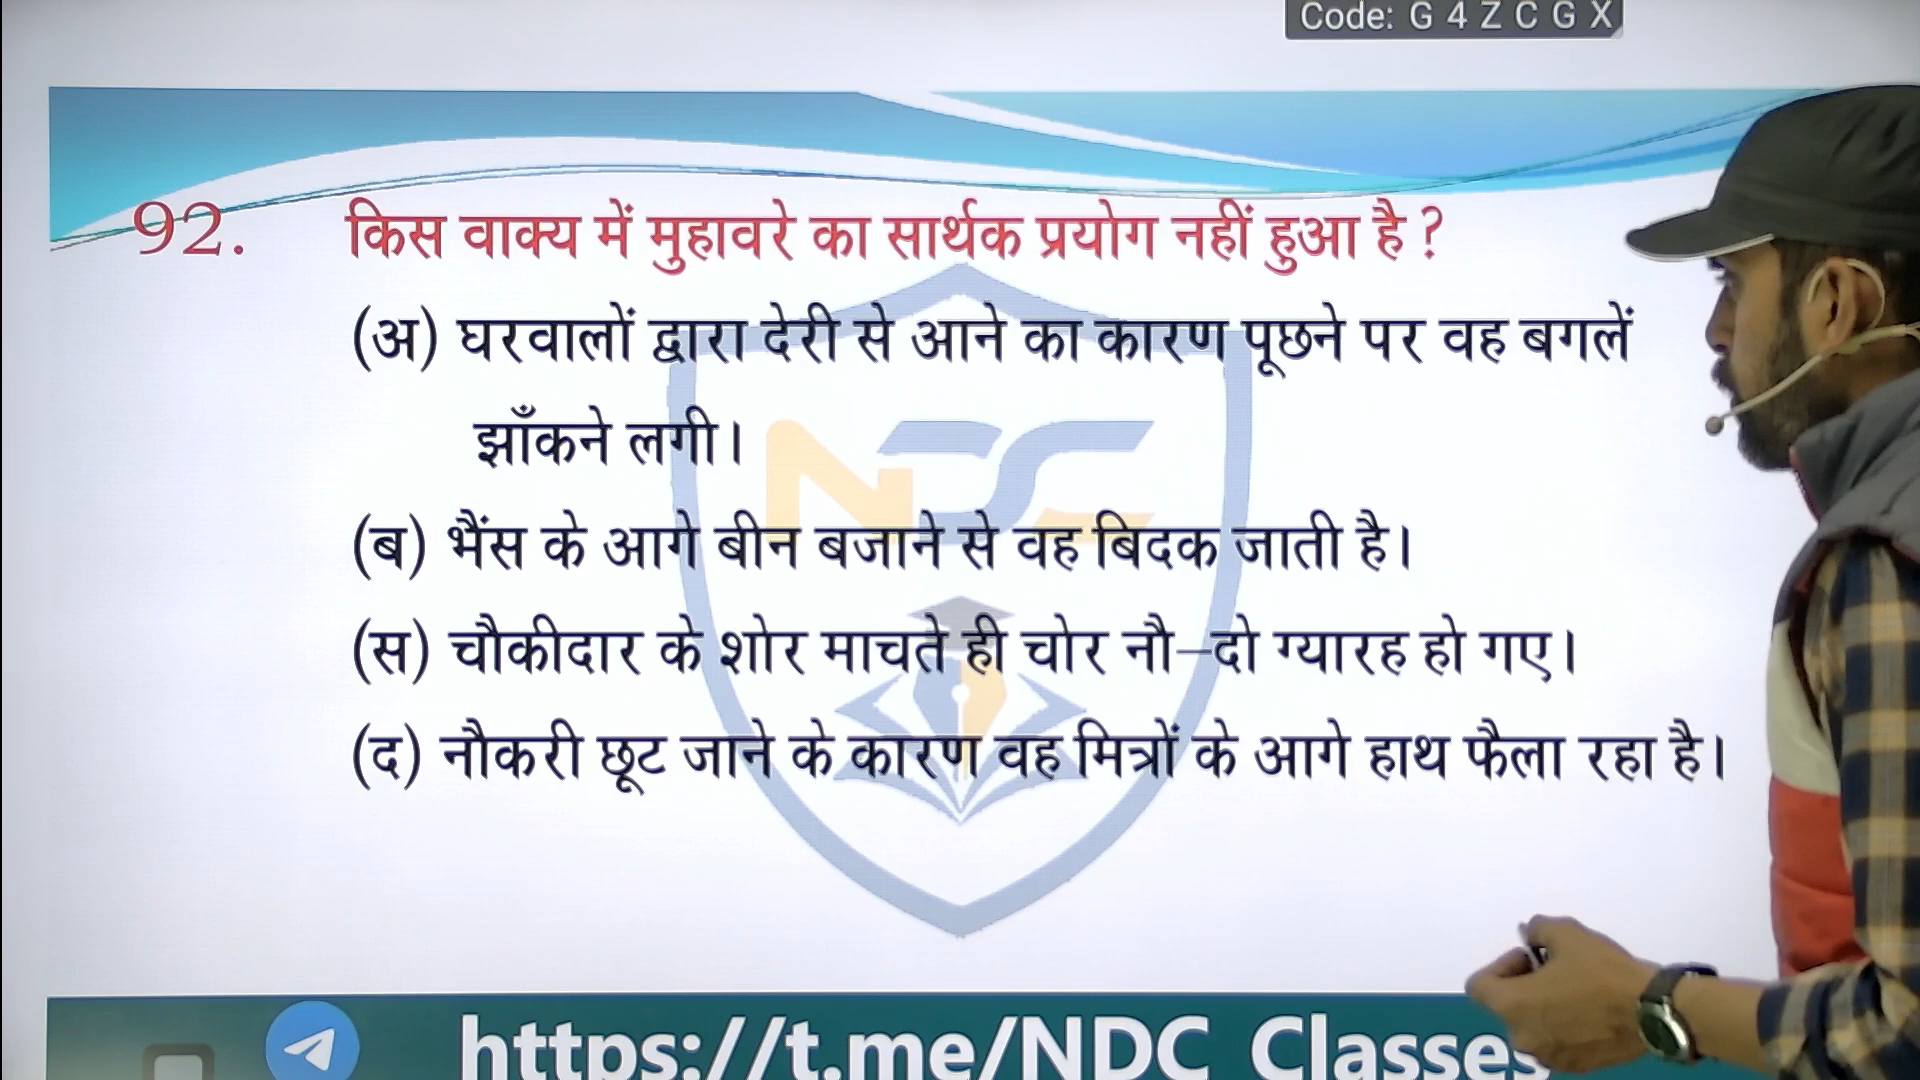 Code: G 4 Z C G X
92. किस वाक्य में मुहावरे का सार्थक प्रयोग नहीं हुआ है ?
(अ) घरवालों द्वारा देरी से आने का कारण पूछने पर वह बगलें
झाँकने लगी।
(ब) भैंस के आगे बीन बजाने से वह बिदक जाती है।
(स) चौकीदार के शोर माचते ही चोर नौ–दो ग्यारह हो गए।
(द) नौकरी छूट जाने के कारण वह मित्रों के आगे हाथ फैला रहा है।
NDC
https://t.me/NDC_Classes